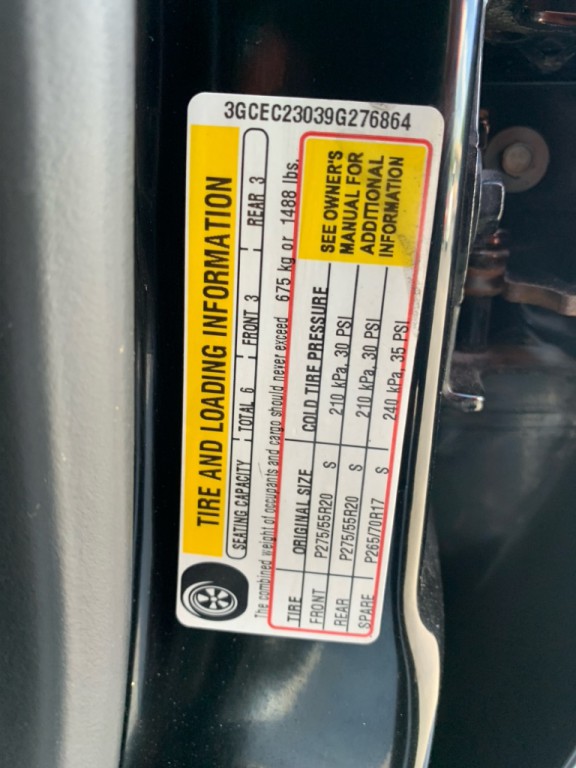 3GCEC23039G276864
TIRE AND LOADING INFORMATION
SEATING CAPACITY TOTAL 6 FRONT 3 REAR 3
The combined weight of occupants and cargo should never exceed 675 kg or 1488 lbs.
TIRE ORIGINAL SIZE COLD TIRE PRESSURE
FRONT P275/55R20 S 210 kPa, 30 PSI
REAR P275/55R20 S 210 kPa, 30 PSI
SPARE P265/70R17 S 240 kPa, 35 PSI
SEE OWNER'S
MANUAL FOR
ADDITIONAL
INFORMATION